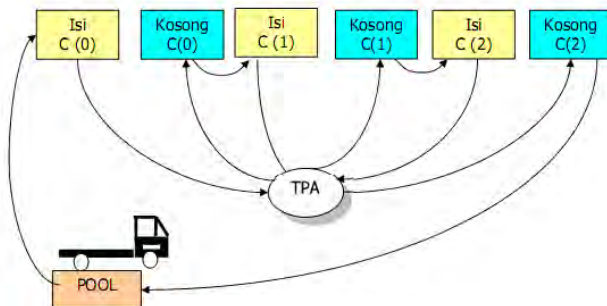 Isi
C (0)
Kosong
C(0)
Isi
C (1)
Kosong
C(1)
Isi
C (2)
Kosong
C(2)
TPA
POOL